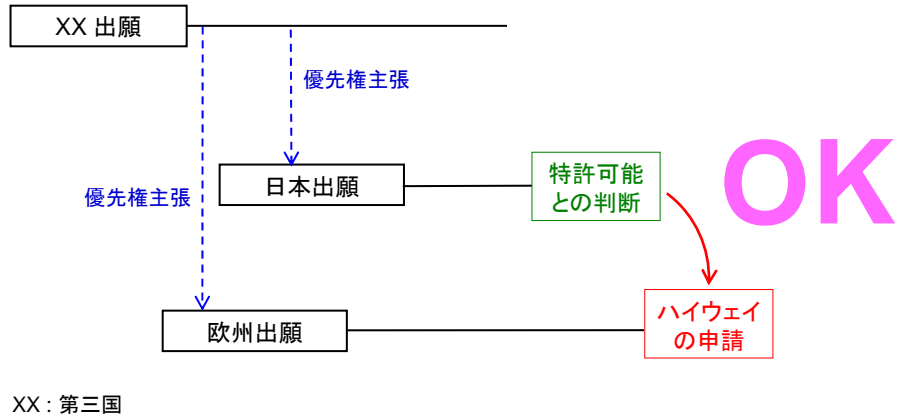 XX 出願
優先権主張
優先権主張
日本出願
特許可能
との判断
OK
欧州出願
ハイウェイ
の申請
XX : 第三国